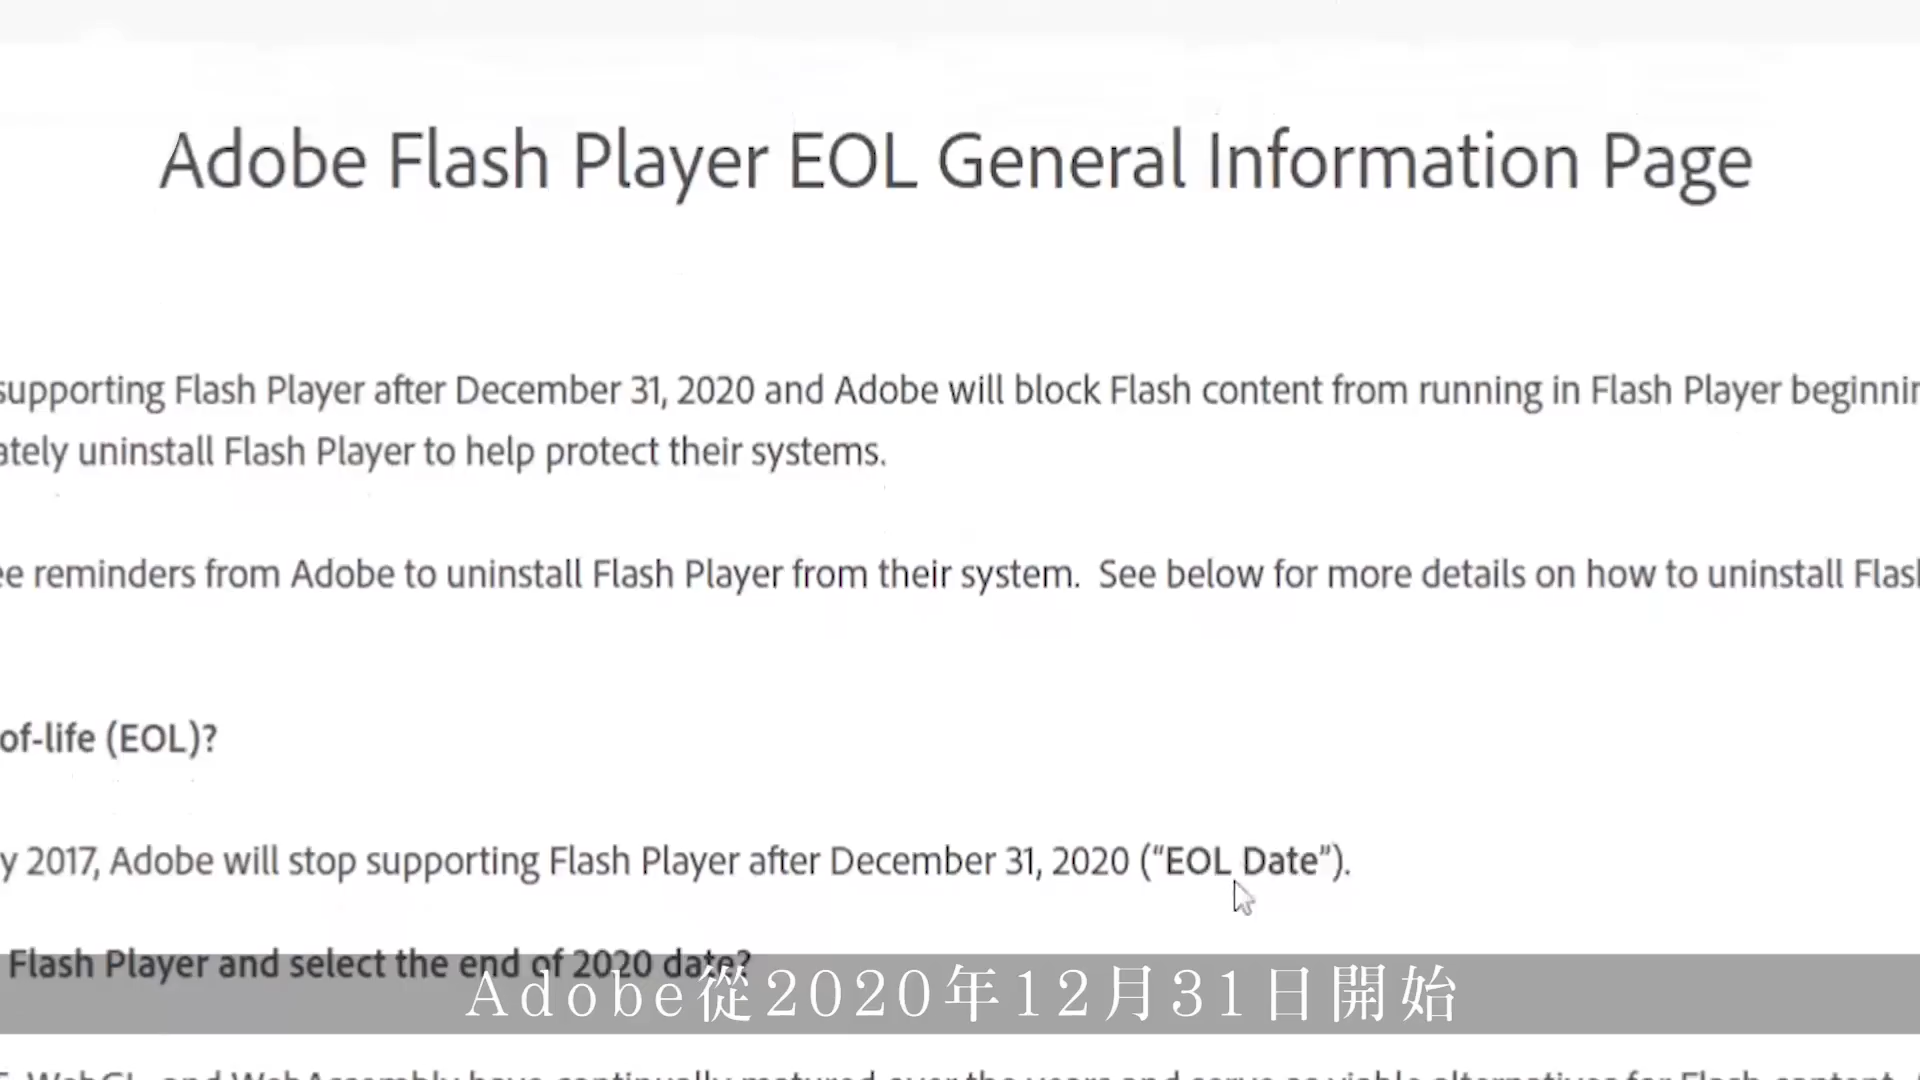 Adobe Flash Player EOL General Information Page
supporting Flash Player after December 31, 2020 and Adobe will block Flash content from running in Flash Player
uninstall Flash Player to help protect their systems.
reminders from Adobe to uninstall Flash Player from their system. See below for more details on how to uninstall
of-life (EOL)?
2017, Adobe will stop supporting Flash Player after December 31, 2020 (“EOL Date”).
Flash Player and select the end of 2020 date?
Adobe從2020年12月31日開始